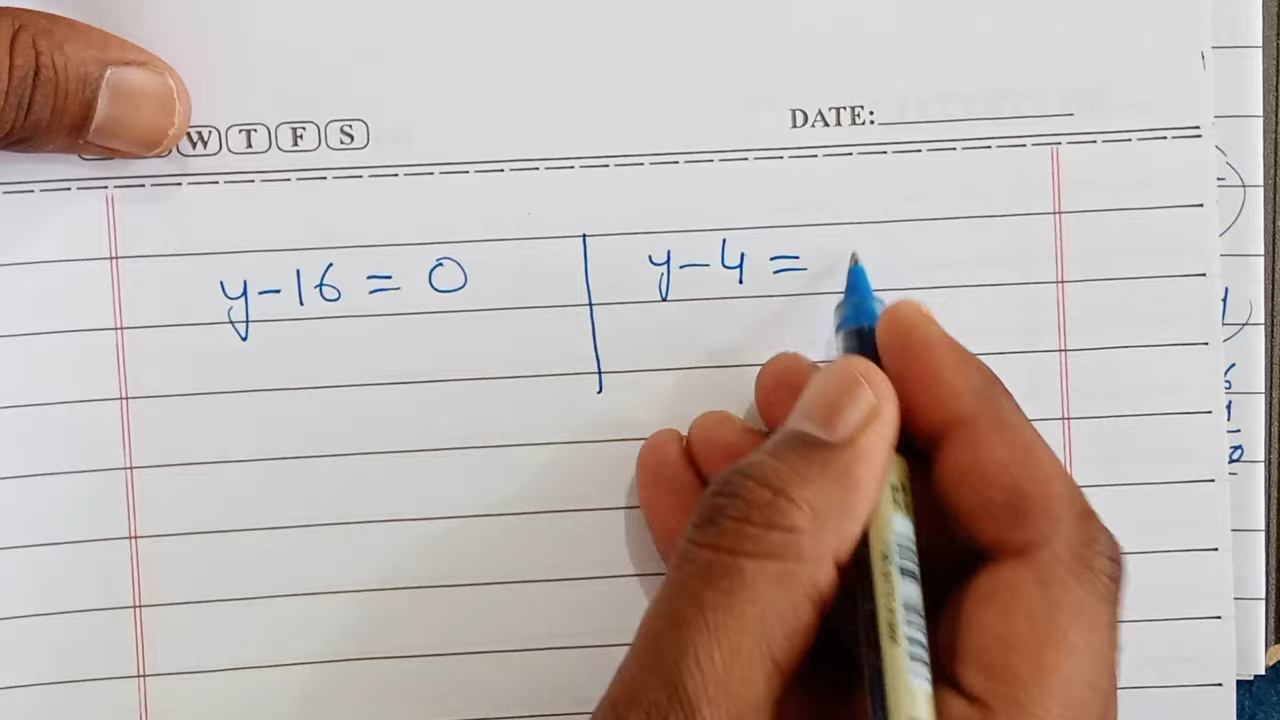 W T F S
DATE:
y-16 = 0
y-4 =